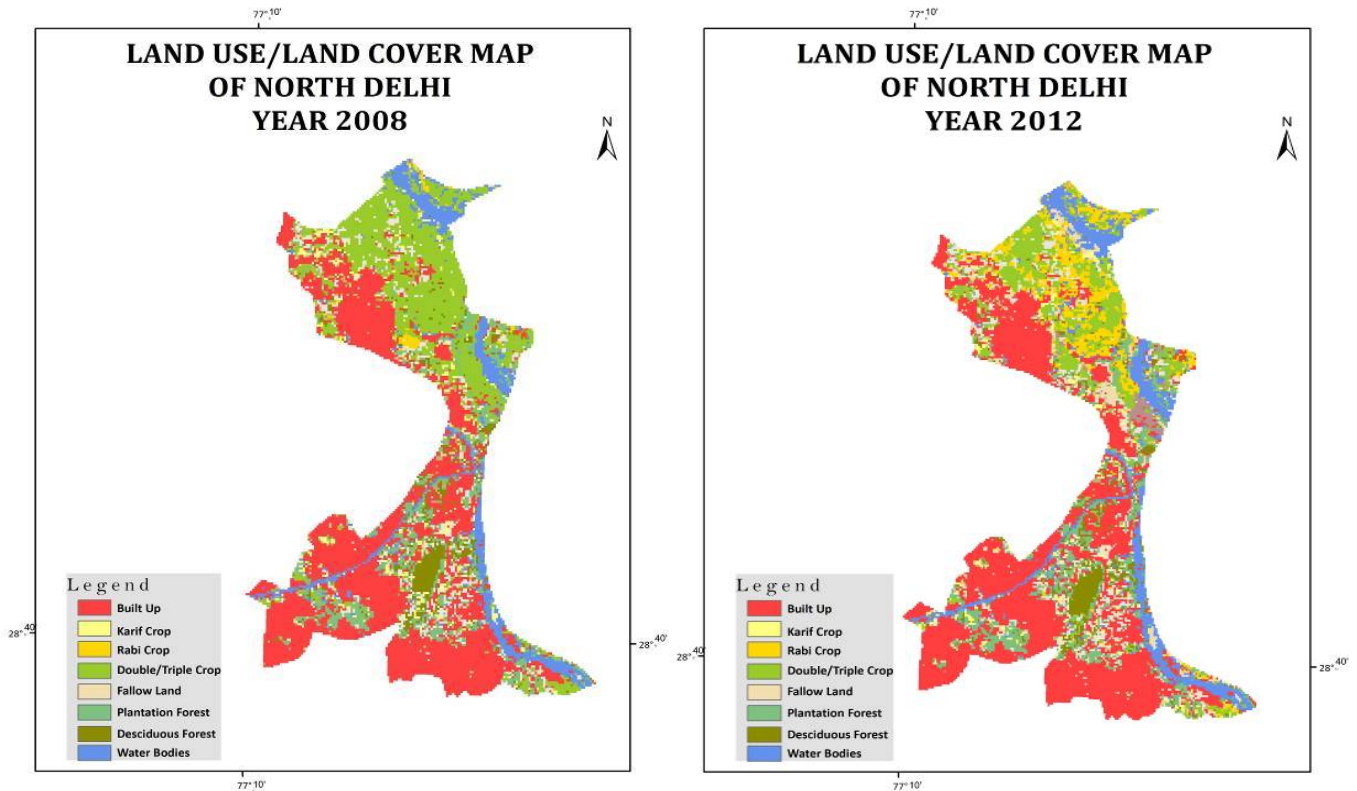 77°.10'
LAND USE/LAND COVER MAP
OF NORTH DELHI
YEAR 2008
N
Legend
Built Up
Karif Crop
Rabi Crop
Double/Triple Crop
Fallow Land
Plantation Forest
Desciduous Forest
Water Bodies
28°.40'
28°.40'
77°.10'
77°.10'
LAND USE/LAND COVER MAP
OF NORTH DELHI
YEAR 2012
N
Legend
Built Up
Karif Crop
Rabi Crop
Double/Triple Crop
Fallow Land
Plantation Forest
Desciduous Forest
Water Bodies
28°.40'
28°.40'
77°.10'